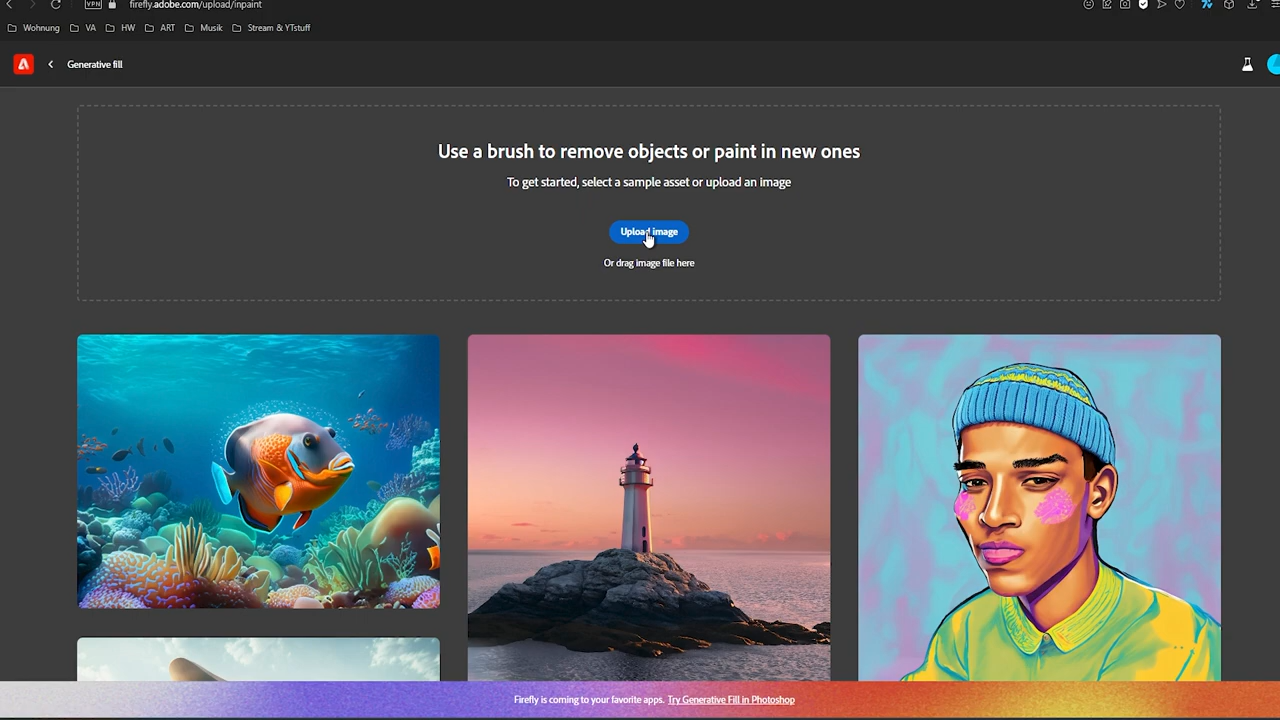 VPN firefly.adobe.com/upload/inpaint
Wohnung VA HW ART Musik Stream & YTstuff
Generative fill
Use a brush to remove objects or paint in new ones
To get started, select a sample asset or upload an image
Upload image
Or drag image file here
Firefly is coming to your favorite apps. Try Generative Fill in Photoshop